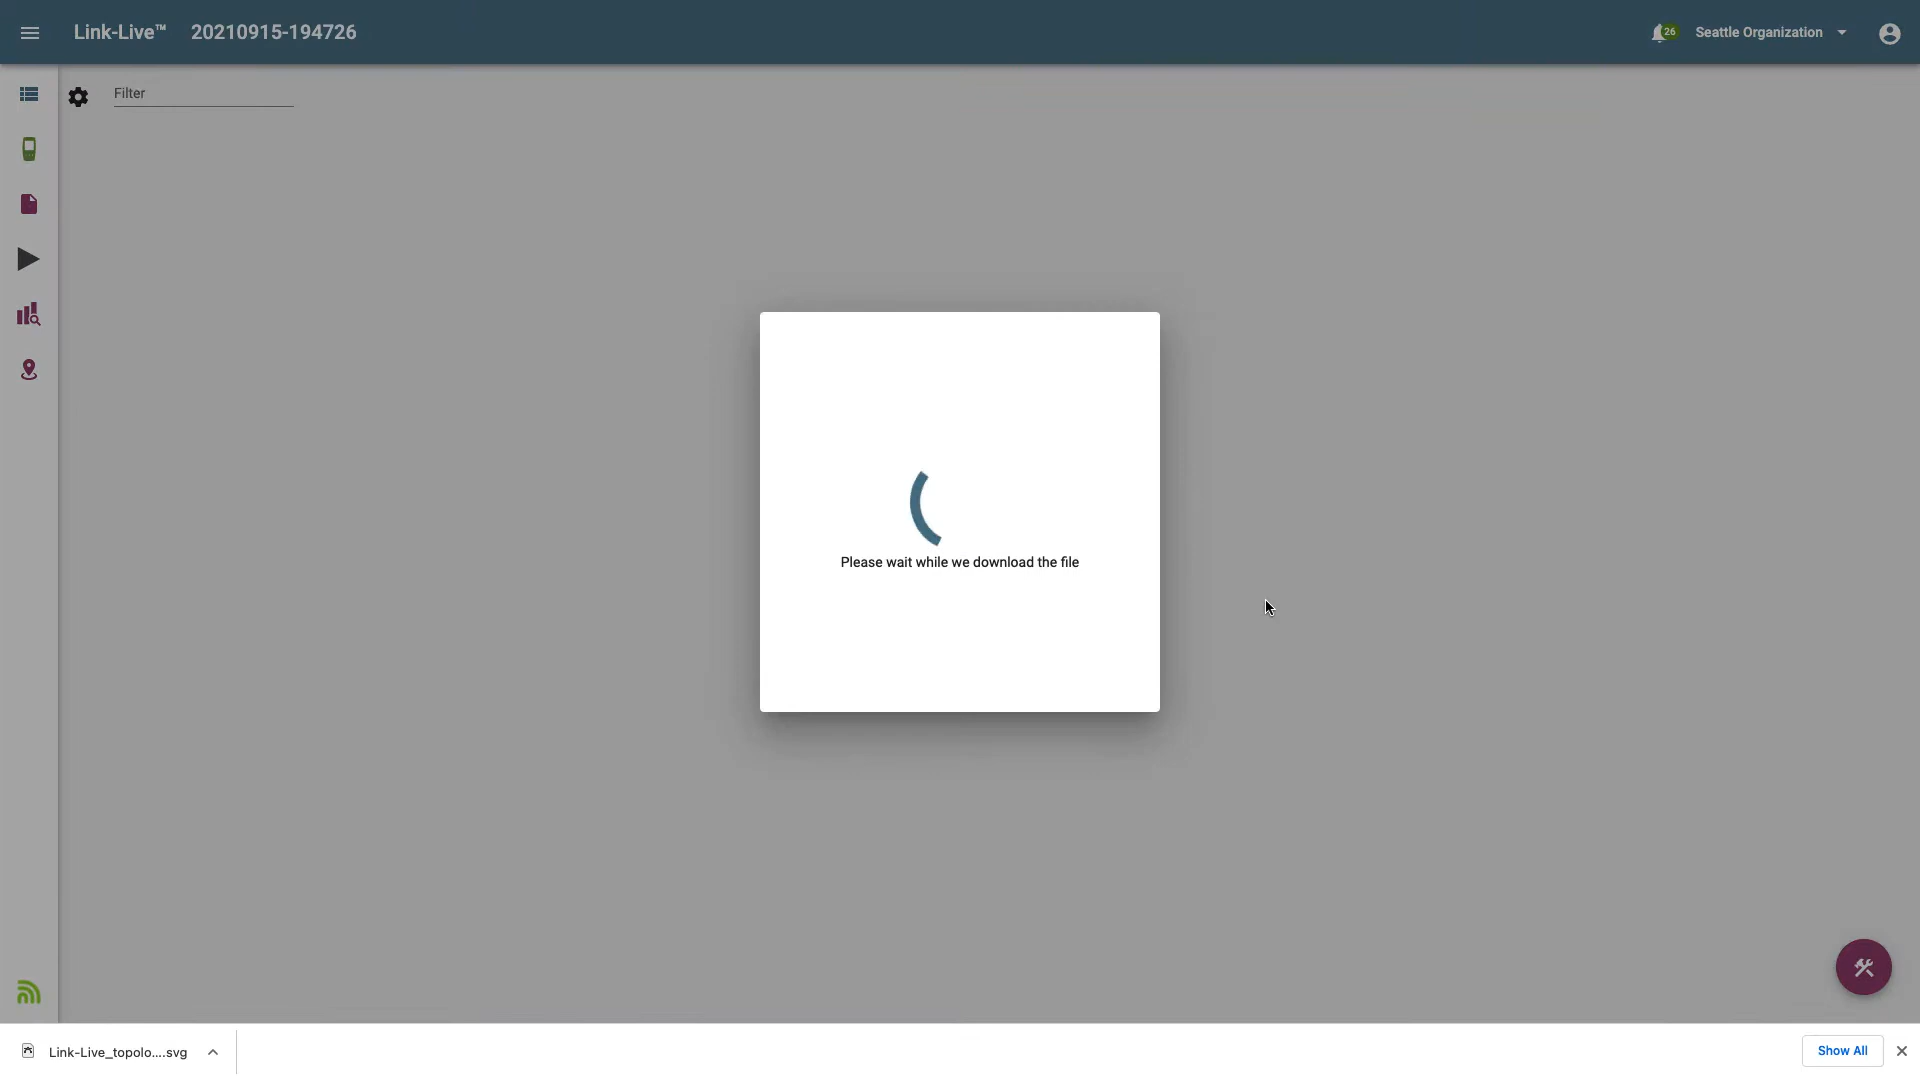 Link-Live™ 20210915-194726
26
Seattle Organization
Filter
Please wait while we download the file
Link-Live_topolo....svg
Show All